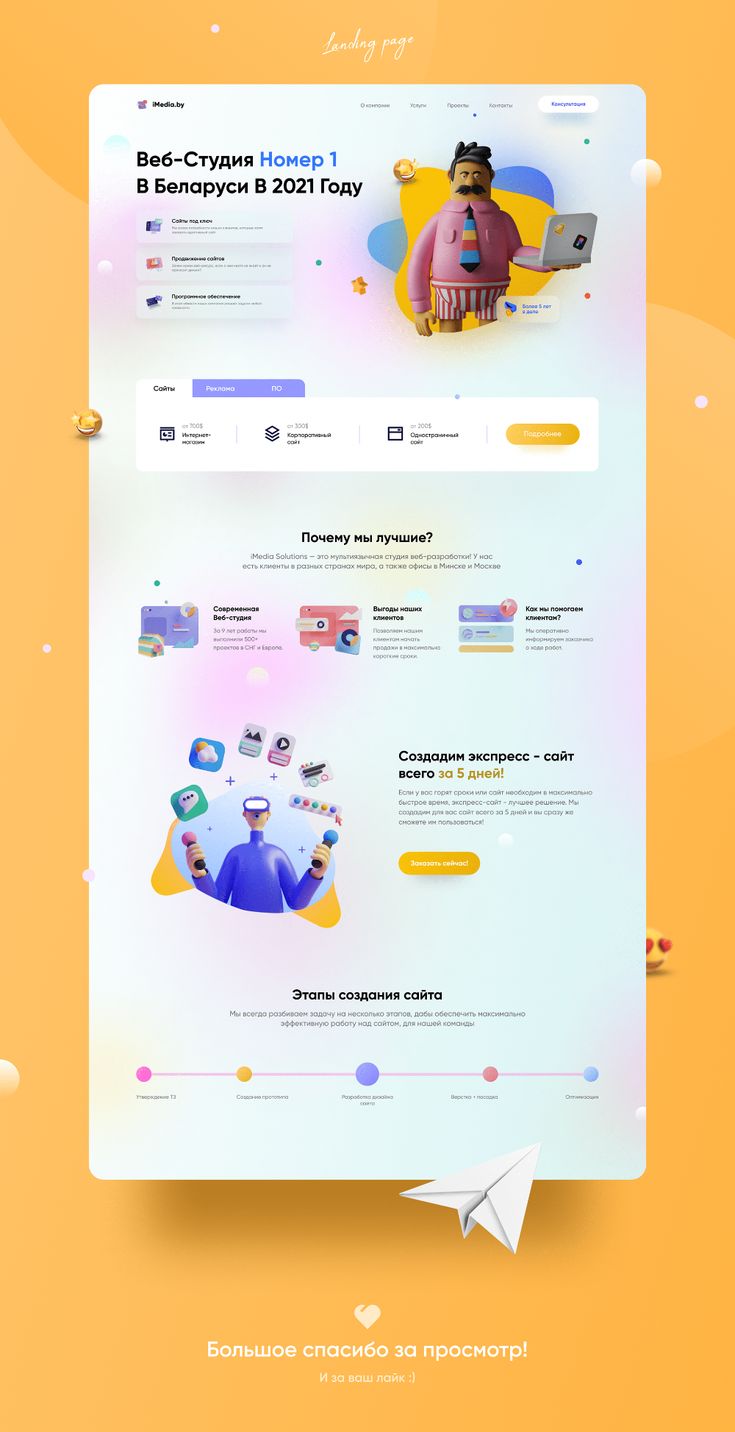 Landing page
iMedia.by
О компании
Услуги
Проекты
Контакты
Консультация
Веб-Студия Номер 1
В Беларуси В 2021 Году
Сайты под ключ
Продвижение сайтов
Программное обеспечение
Более 5 лет
в деле
Сайты
Реклама
ПО
от 700$
Интернет-
магазин
от 300$
Корпоративный
сайт
от 200$
Одностраничный
сайт
Подробнее
Почему мы лучшие?
iMedia Solutions — это мультиязычная студия веб-разработки! У нас
есть клиенты в разных странах мира, а также офисы в Минске и Москве
Современная
Веб-студия
За 9 лет работы мы
выполнили 500+
проектов в СНГ и Европе.
Выгоды наших
клиентов
Позволяем нашим
клиентам начать
продажи в максимально
короткие сроки.
Как мы помогаем
клиентам?
Мы оперативно
информируем заказчика
о ходе работ.
Создадим экспресс - сайт
всего за 5 дней!
Если у вас горят сроки или сайт необходим в максимально
быстрое время, экспресс-сайт - лучшее решение. Мы
создадим для вас сайт всего за 5 дней и вы сразу же
сможете им пользоваться!
Заказать сейчас!
Этапы создания сайта
Мы всегда разбиваем задачу на несколько этапов, дабы обеспечить максимально
эффективную работу над сайтом, для нашей команды
Утверждение ТЗ
Создание прототипа
Разработка дизайна
сайта
Верстка + посадка
Оптимизация
Большое спасибо за просмотр!
И за ваш лайк :)